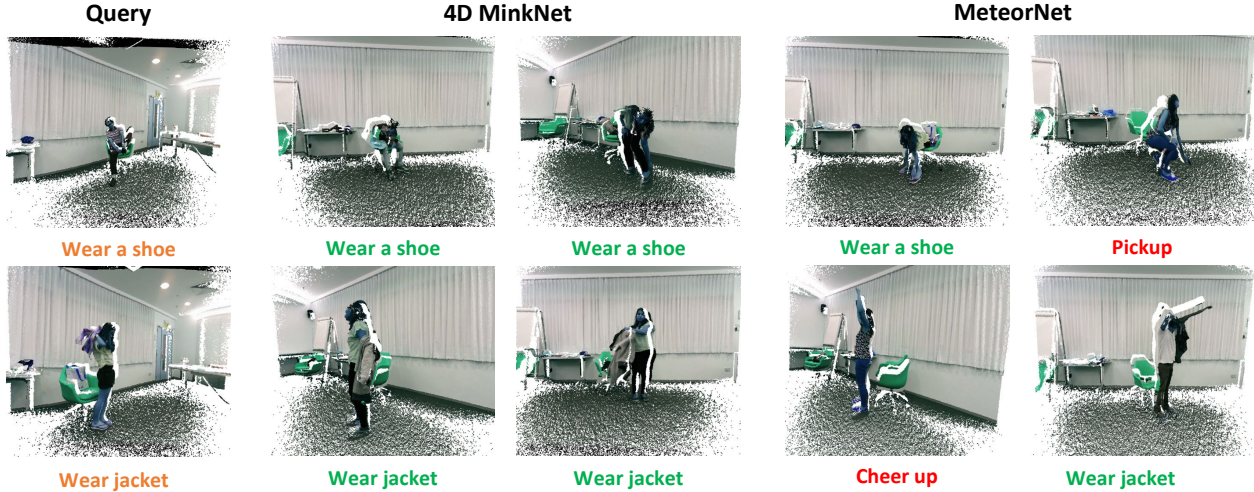 Query 4D MinkNet MeteorNet
Wear a shoe Wear a shoe Wear a shoe Wear a shoe Pickup
Wear jacket Wear jacket Wear jacket Cheer up Wear jacket